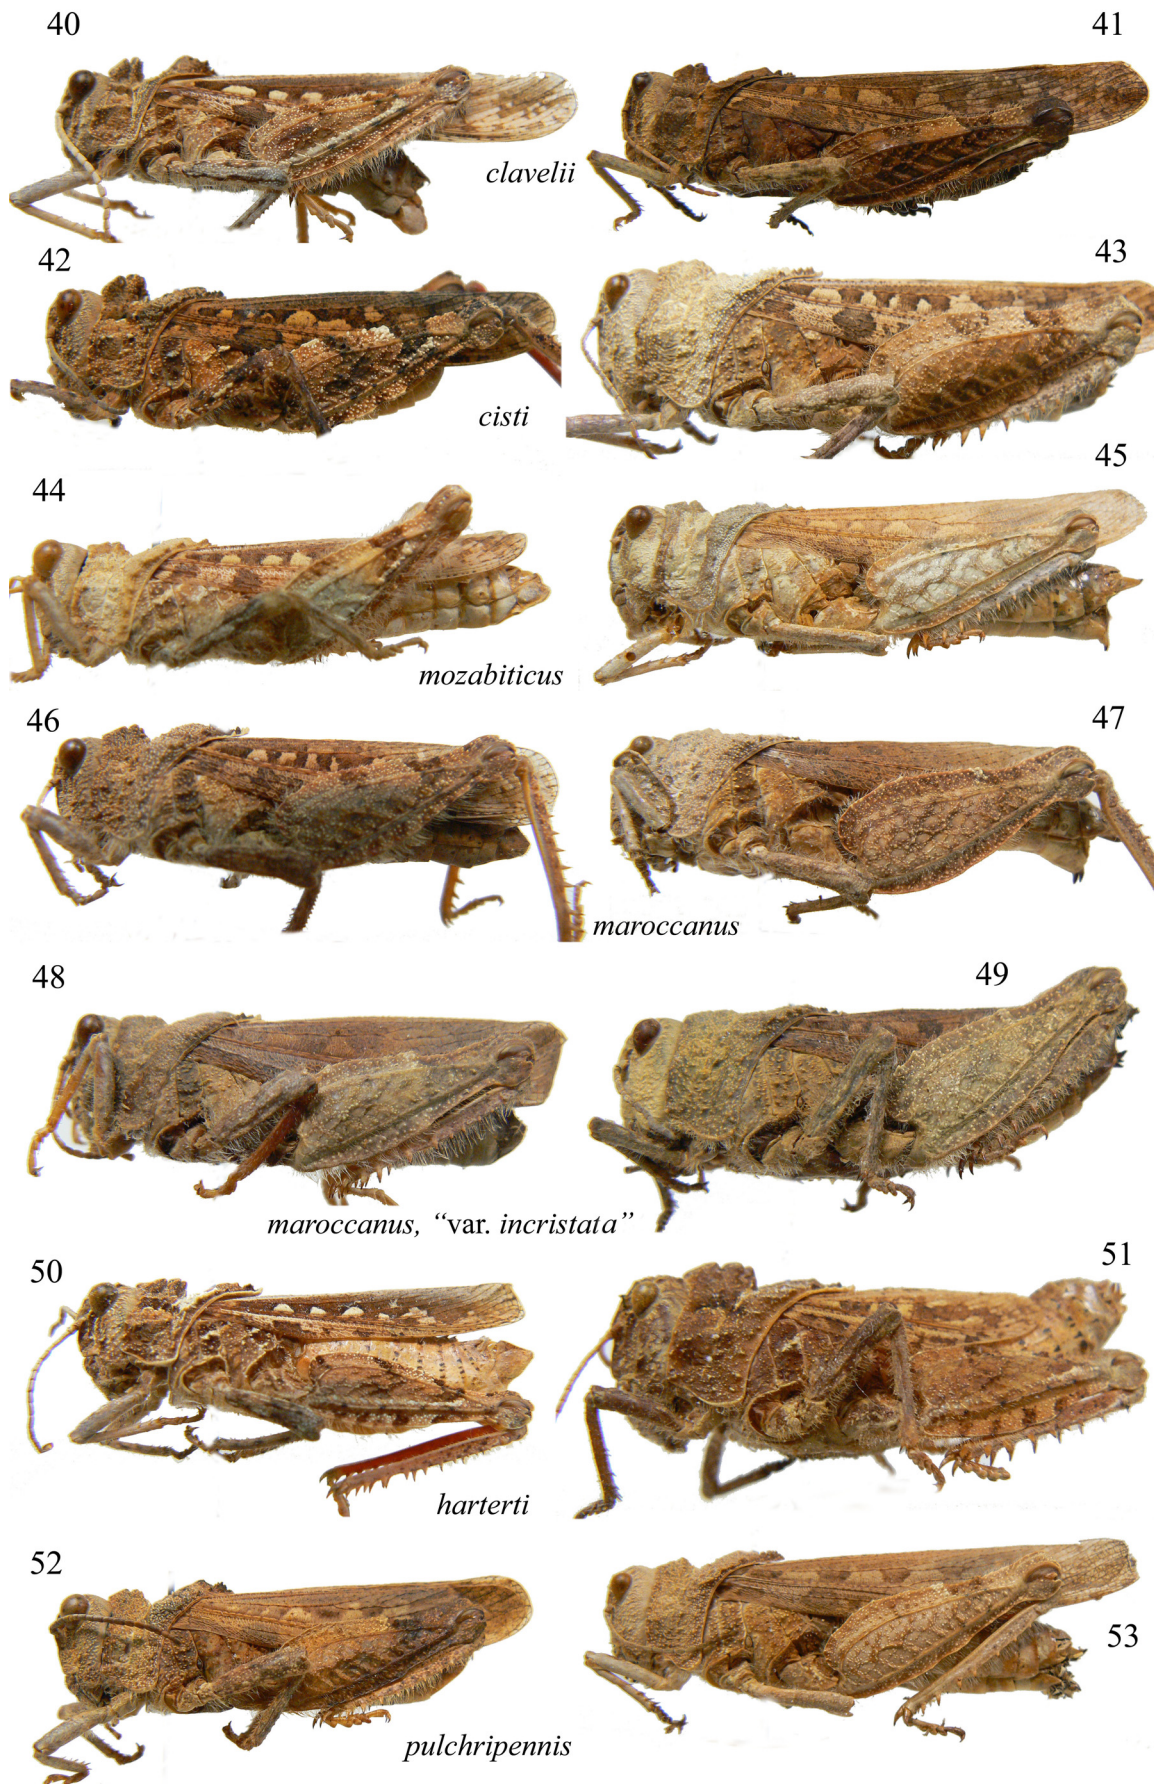 40
41
clavelii
42
43
cisti
44
45
mozabiticus
46
47
maroccanus
48
49
maroccanus, “var. incristata”
50
51
harterti
52
53
pulchripennis